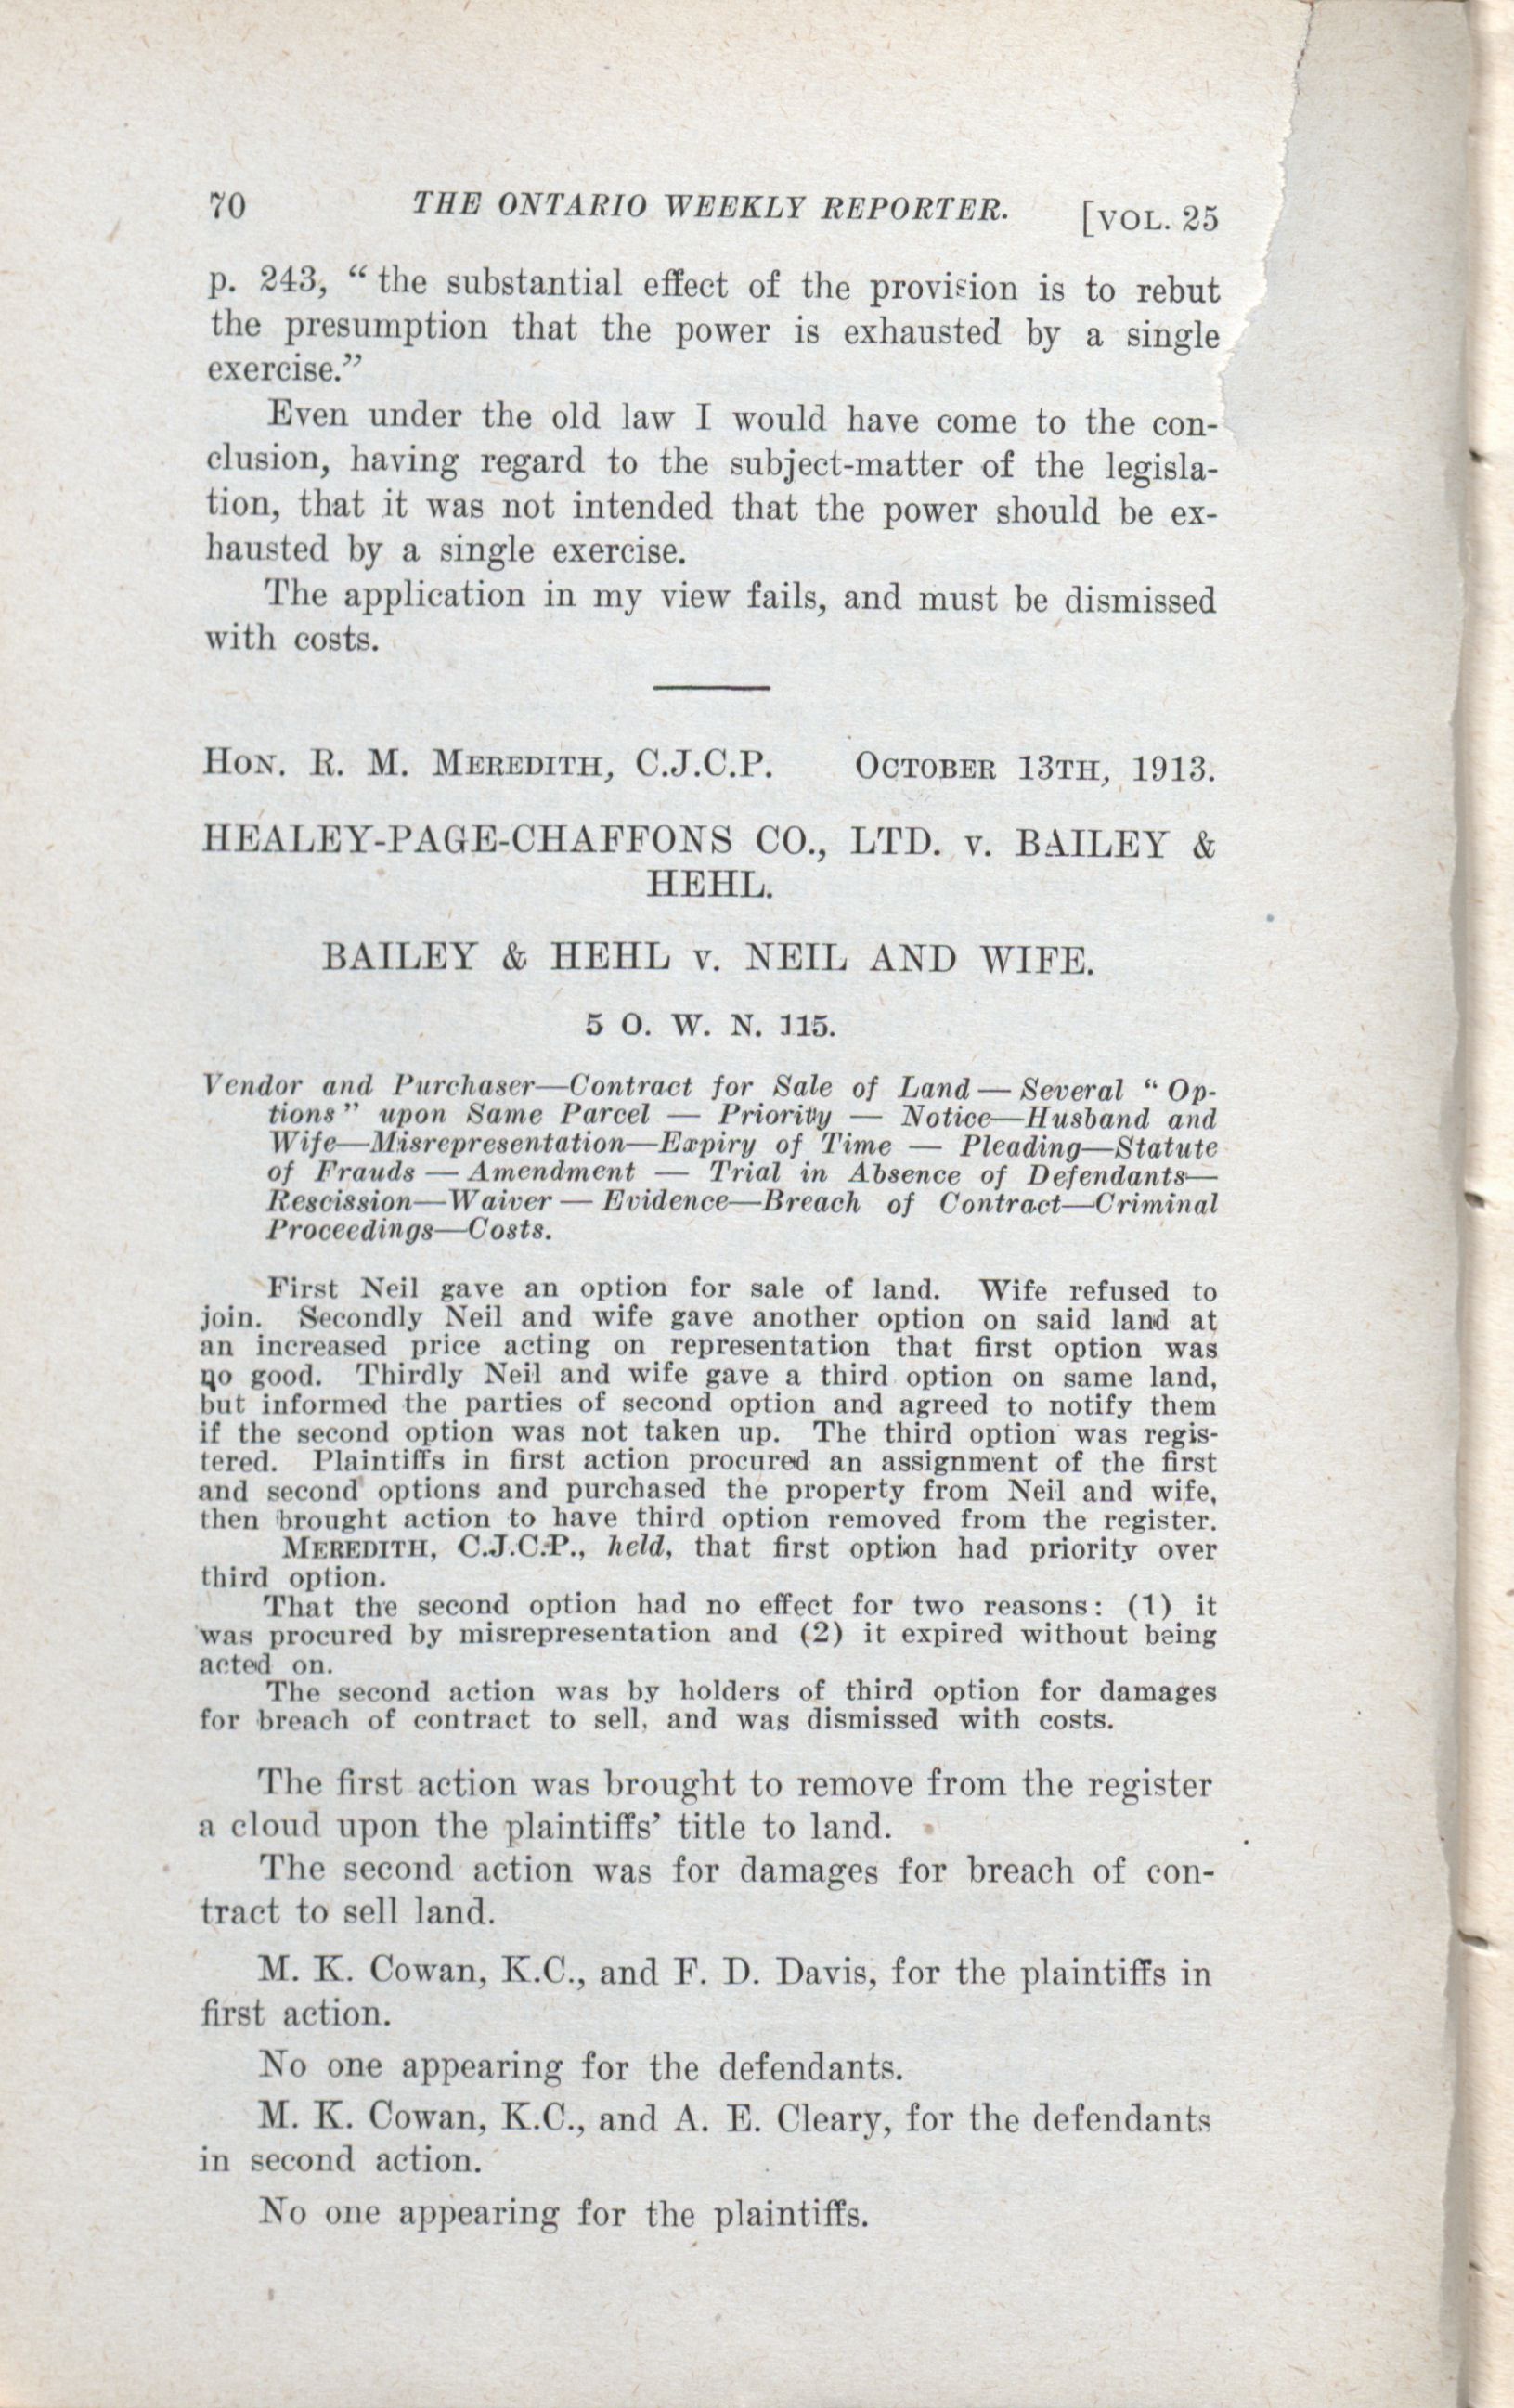 70 THE ONTARIO WEEKLY REPORTER. [VOL. 25
p. 243, “ the substantial effect of the provision is to rebut
the presumption that the power is exhausted by a single
exercise.”
Even under the old law I would have come to the con-
clusion, having regard to the subject-matter of the legisla-
tion, that it was not intended that the power should be ex-
hausted by a single exercise.
The application in my view fails, and must be dismissed
with costs.
HON. R. M. MEREDITH, C.J.C.P. OCTOBER 13TH, 1913.
HEALEY-PAGE-CHAFFONS CO., LTD. v. BAILEY &
HEHL.
BAILEY & HEHL v. NEIL AND WIFE.
5 O. W. N. 115.
Vendor and Purchaser—Contract for Sale of Land — Several “ Op-
tions ” upon Same Parcel — Priority — Notice—Husband and
Wife—Misrepresentation—Expiry of Time — Pleading—Statute
of Frauds — Amendment — Trial in Absence of Defendants—
Rescission—Waiver — Evidence—Breach of Contract—Criminal
Proceedings—Costs.
First Neil gave an option for sale of land. Wife refused to
join. Secondly Neil and wife gave another option on said land at
an increased price acting on representation that first option was
no good. Thirdly Neil and wife gave a third option on same land,
but informed the parties of second option and agreed to notify them
if the second option was not taken up. The third option was regis-
tered. Plaintiffs in first action procured an assignment of the first
and second options and purchased the property from Neil and wife,
then brought action to have third option removed from the register.
MEREDITH, C.J.C.P., held, that first option had priority over
third option.
That the second option had no effect for two reasons: (1) it
was procured by misrepresentation and (2) it expired without being
acted on.
The second action was by holders of third option for damages
for breach of contract to sell, and was dismissed with costs.
The first action was brought to remove from the register
a cloud upon the plaintiffs’ title to land.
The second action was for damages for breach of con-
tract to sell land.
M. K. Cowan, K.C., and F. D. Davis, for the plaintiffs in
first action.
No one appearing for the defendants.
M. K. Cowan, K.C., and A. E. Cleary, for the defendants
in second action.
No one appearing for the plaintiffs.